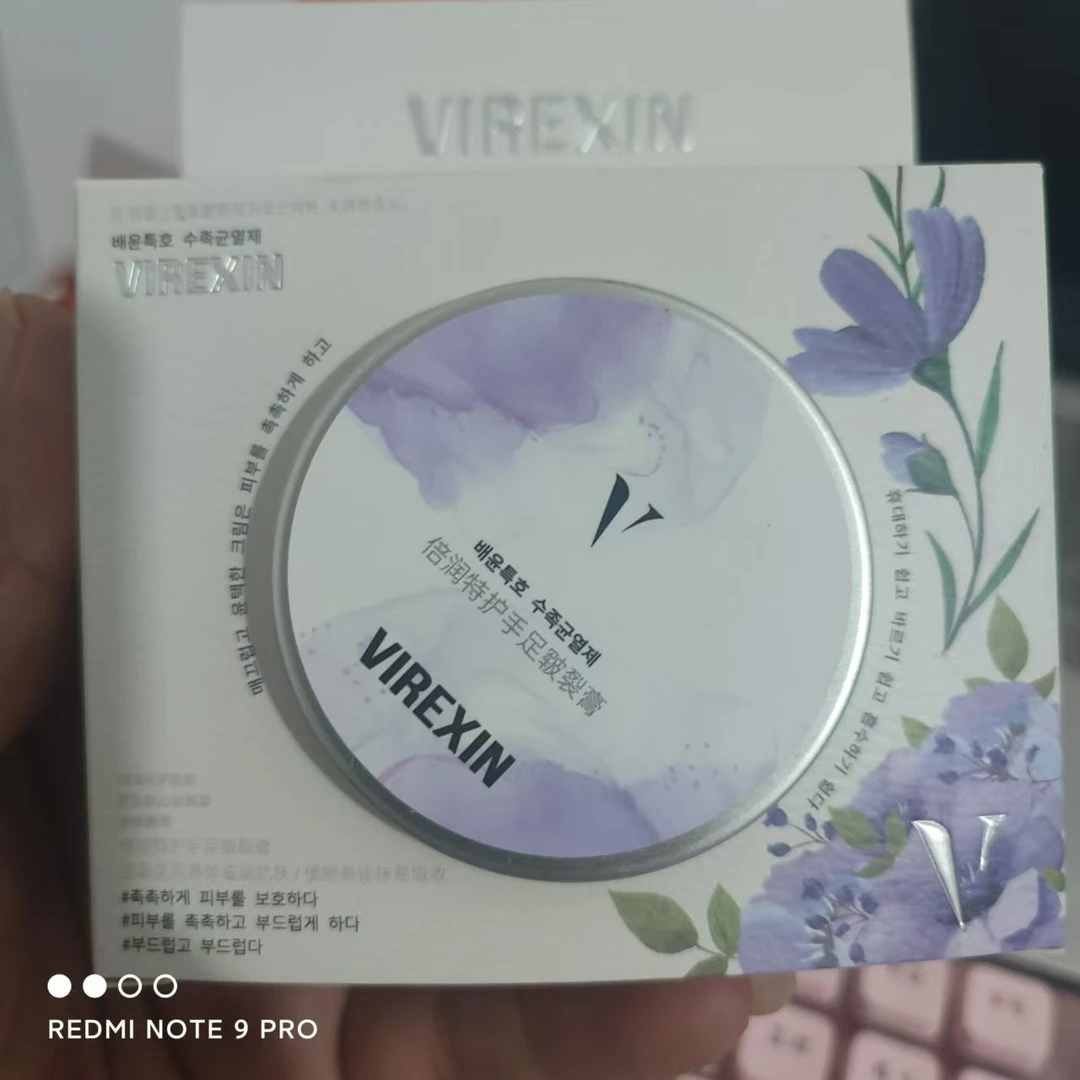 VIREXIN
배윤특호 수족균열제
VIREXIN
매끄럽고 윤택한 크림은 피부를 촉촉하게 하고
배윤특호 수족균열제
倍润特护手足皲裂膏
VIREXIN
휴대하기 쉽고 바르기 쉽고 흡수하기 쉽다
#촉촉하게 피부를 보호하다
#피부를 촉촉하고 부드럽게 하다
#부드럽고 부드럽다
REDMI NOTE 9 PRO